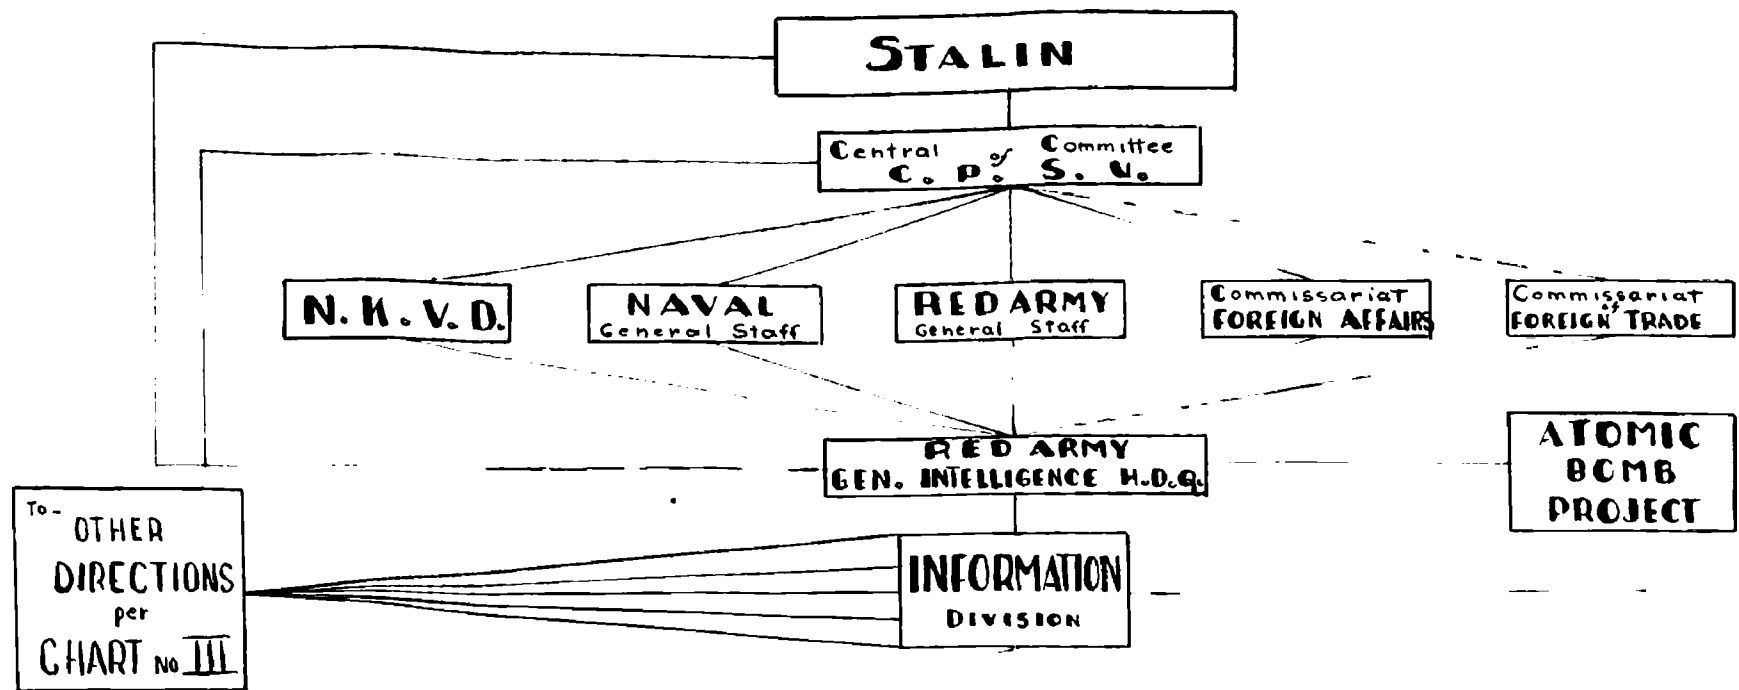 STALIN
Central of Committee
C. P. S. U.
N. K. V. D.
NAVAL
General Staff
RED ARMY
General Staff
Commissariat
FOREIGN AFFAIRS
Commissariat
of
FOREIGN TRADE
RED ARMY
GEN. INTELLIGENCE H.D.Q.
ATOMIC
BOMB
PROJECT
To-
OTHER
DIRECTIONS
per
CHART No III
INFORMATION
DIVISION